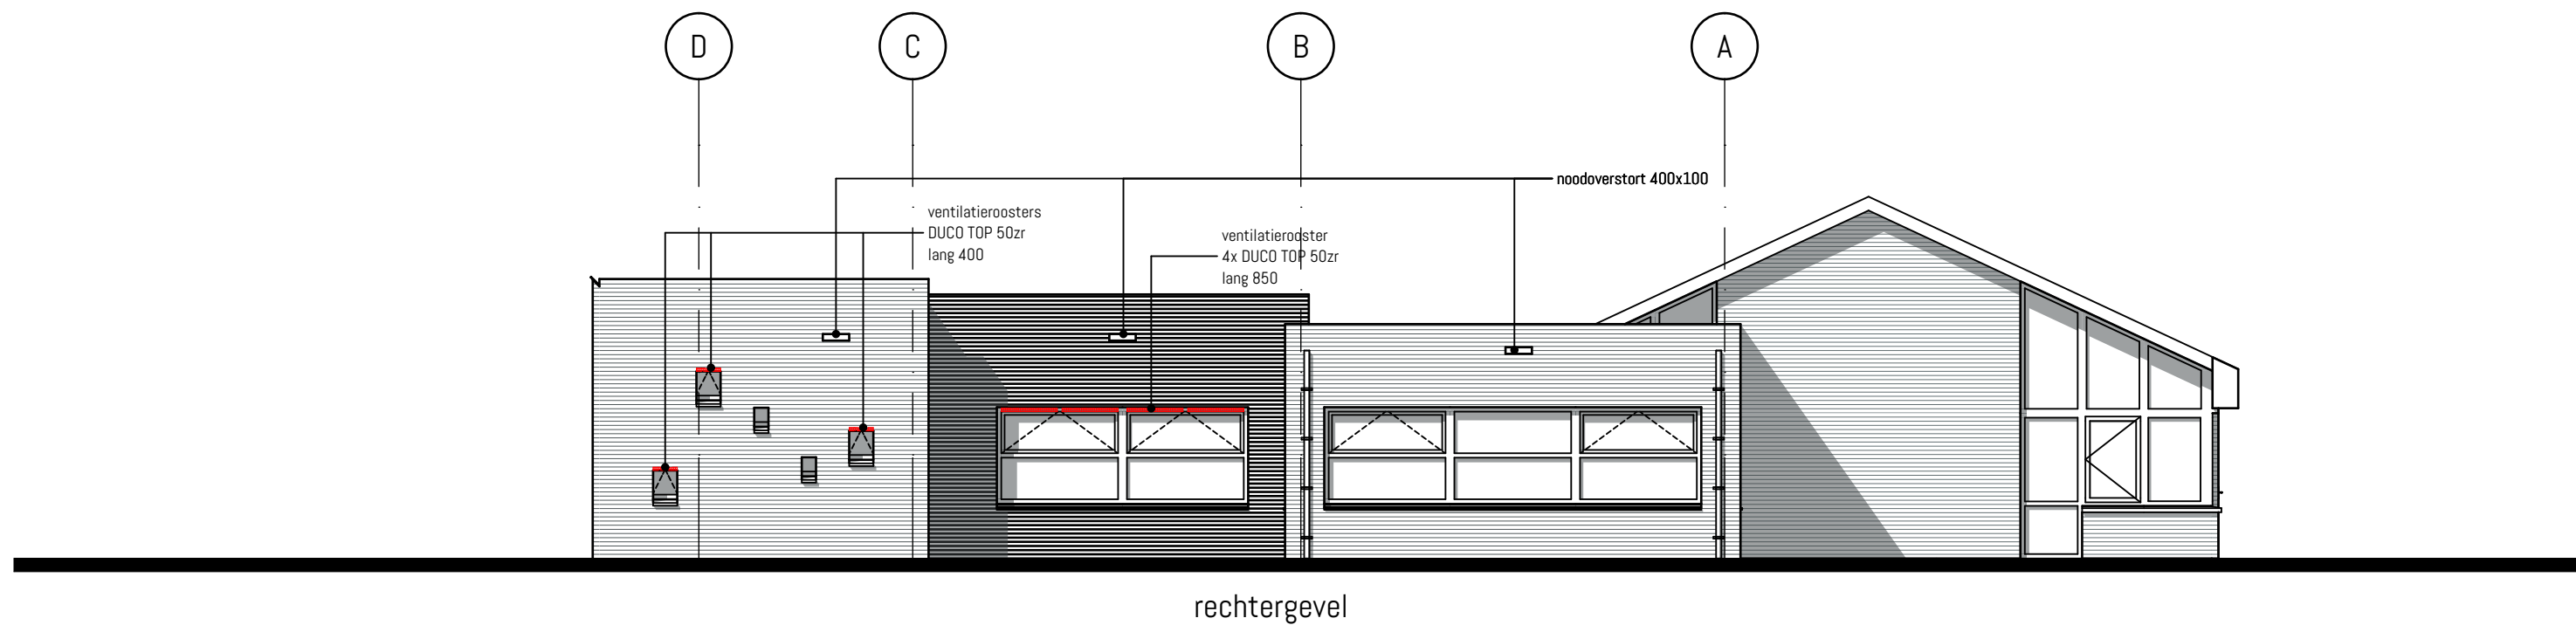 D
C
B
A
noodoverstort 400x100
ventilatieroosters
DUCO TOP 50zr
lang 400
ventilatierooster
4x DUCO TOP 50zr
lang 850
rechtergevel